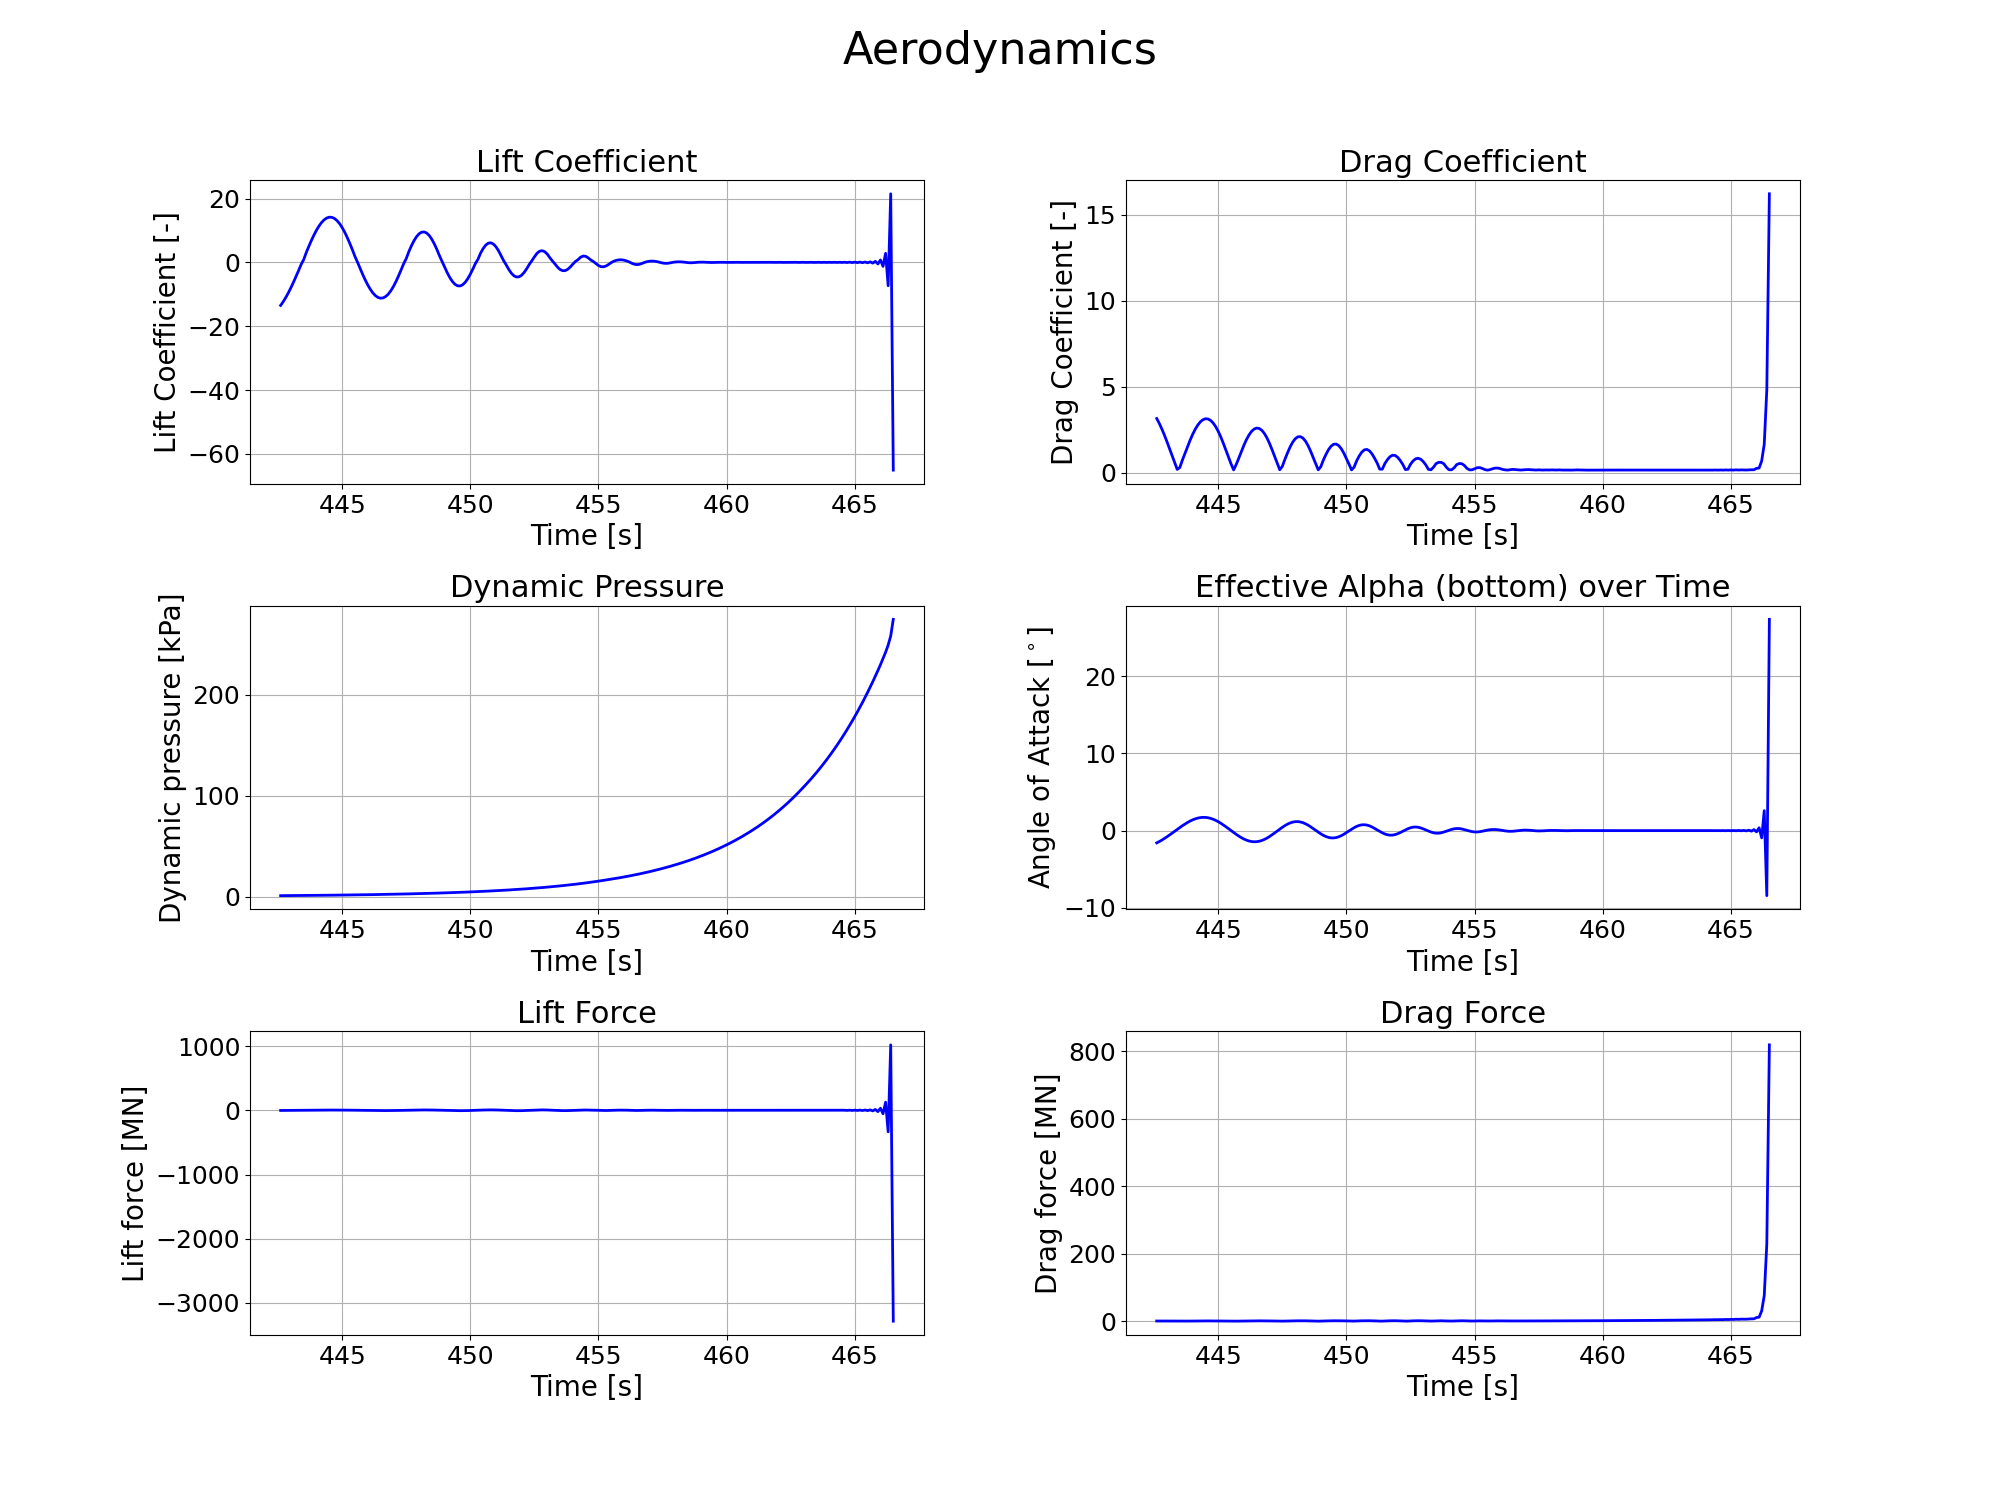 Aerodynamics
Lift Coefficient
Lift Coefficient [-]
20
0
−20
−40
−60
445 450 455 460 465
Time [s]
Drag Coefficient
Drag Coefficient [-]
15
10
5
0
445 450 455 460 465
Time [s]
Dynamic Pressure
Dynamic pressure [kPa]
200
100
0
445 450 455 460 465
Time [s]
Effective Alpha (bottom) over Time
Angle of Attack [°]
20
10
0
−10
445 450 455 460 465
Time [s]
Lift Force
Lift force [MN]
1000
0
−1000
−2000
−3000
445 450 455 460 465
Time [s]
Drag Force
Drag force [MN]
800
600
400
200
0
445 450 455 460 465
Time [s]